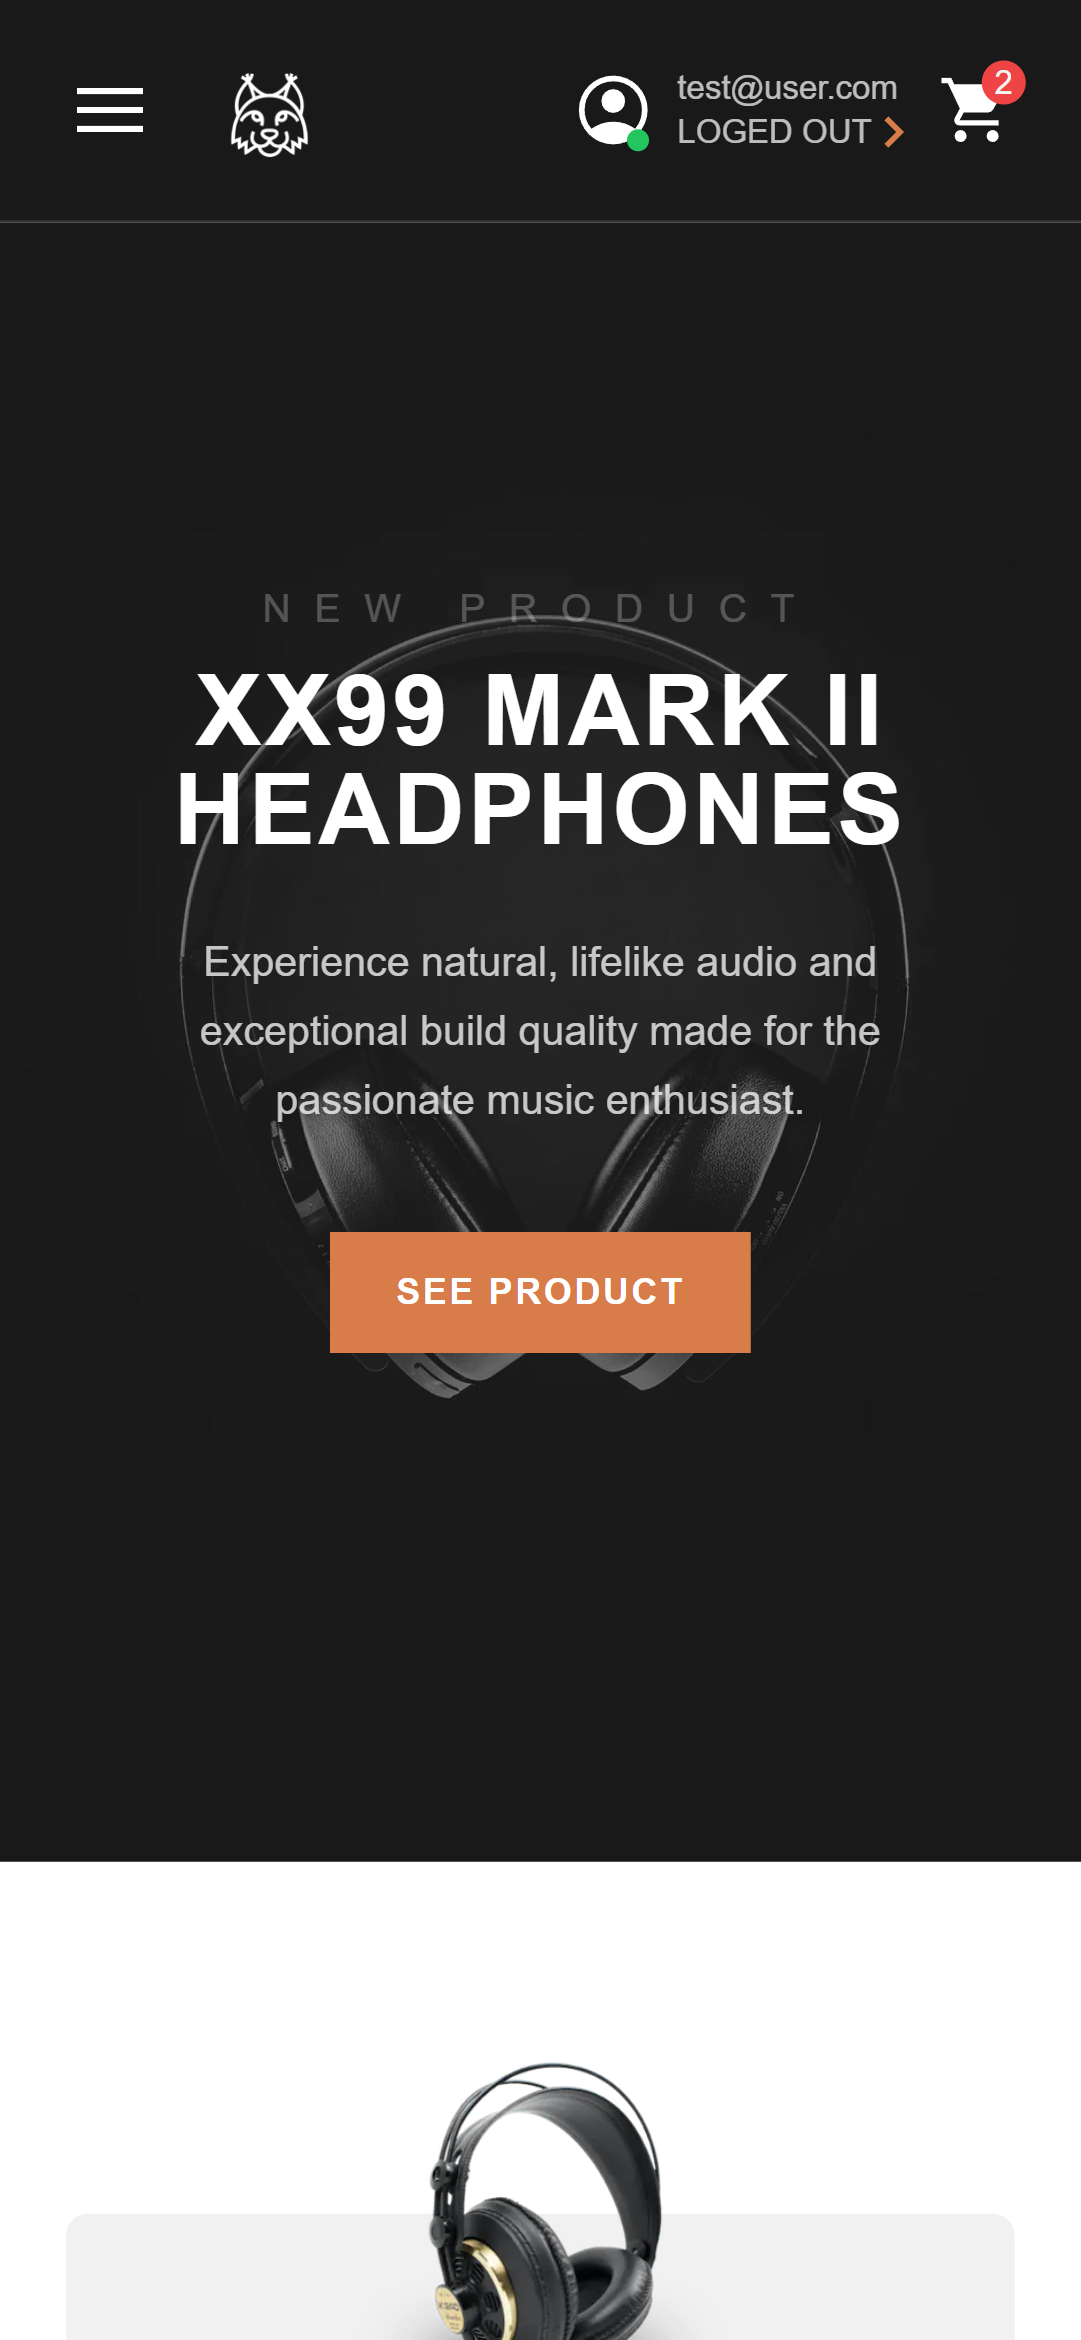 test@user.com
LOGED OUT
2
NEW PRODUCT
XX99 MARK II
HEADPHONES
Experience natural, lifelike audio and
exceptional build quality made for the
passionate music enthusiast.
SEE PRODUCT